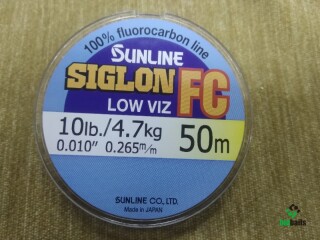 100% fluorocarbon line
SUNLINE
SIGLON FC
LOW VIZ
10lb./4.7kg
0.010" 0.265m/m
50m
SUNLINE CO., LTD.
Made in JAPAN